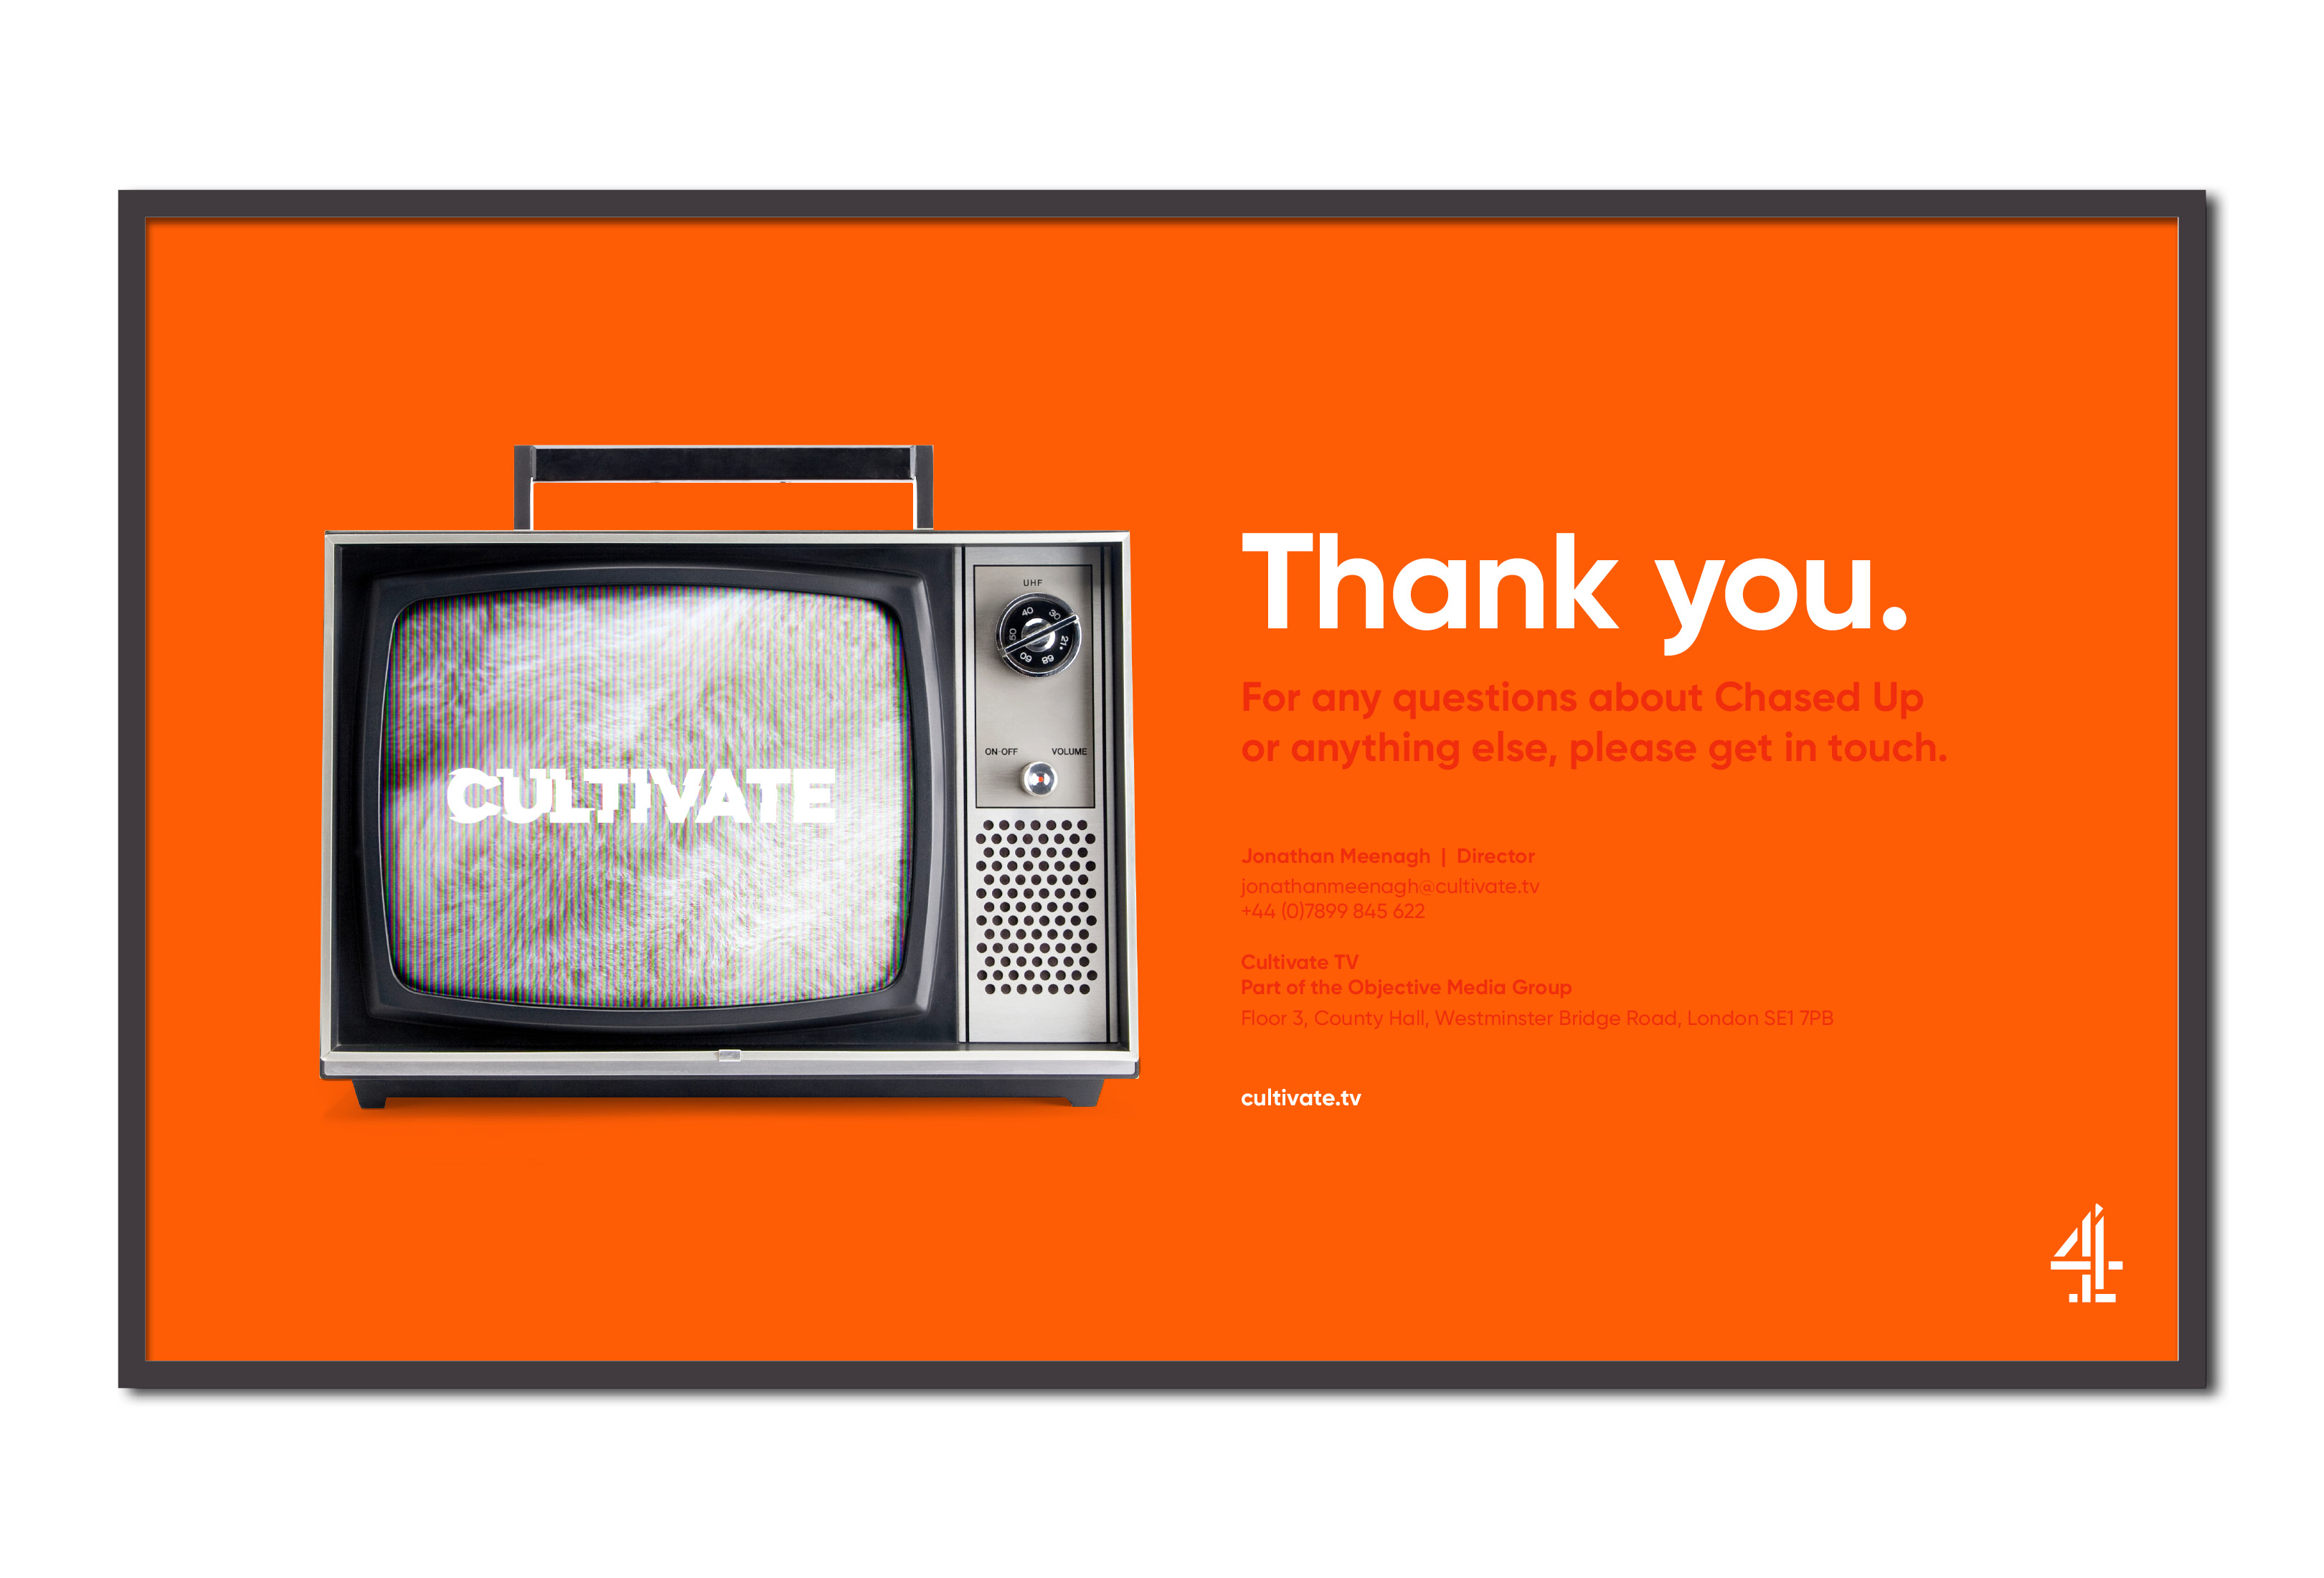 CULTIVATE
UHF
40 30 21 68 60 50
ON·OFF VOLUME
Thank you.
For any questions about Chased Up
or anything else, please get in touch.
Jonathan Meenagh | Director
jonathanmeenagh@cultivate.tv
+44 (0)7899 845 622
Cultivate TV
Part of the Objective Media Group
Floor 3, County Hall, Westminster Bridge Road, London SE1 7PB
cultivate.tv
4